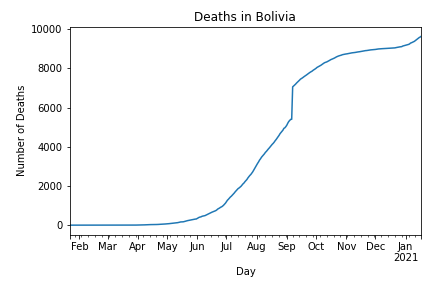 Deaths in Bolivia
10000
8000
6000
4000
2000
0
Number of Deaths
Feb Mar Apr May Jun Jul Aug Sep Oct Nov Dec Jan
2021
Day